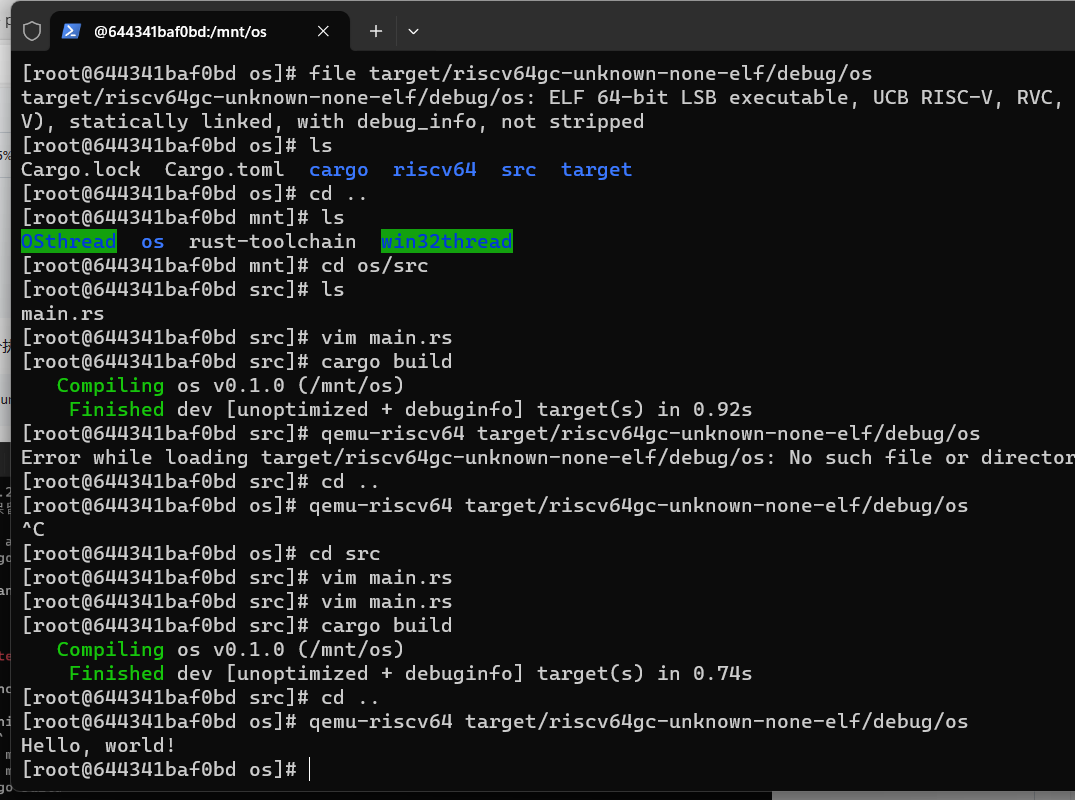 @644341baf0bd:/mnt/os
[root@644341baf0bd os]# file target/riscv64gc-unknown-none-elf/debug/os
target/riscv64gc-unknown-none-elf/debug/os: ELF 64-bit LSB executable, UCB RISC-V, RVC,
V), statically linked, with debug_info, not stripped
[root@644341baf0bd os]# ls
Cargo.lock  Cargo.toml  cargo  riscv64  src  target
[root@644341baf0bd os]# cd ..
[root@644341baf0bd mnt]# ls
OSthread  os  rust-toolchain  win32thread
[root@644341baf0bd mnt]# cd os/src
[root@644341baf0bd src]# ls
main.rs
[root@644341baf0bd src]# vim main.rs
[root@644341baf0bd src]# cargo build
   Compiling os v0.1.0 (/mnt/os)
    Finished dev [unoptimized + debuginfo] target(s) in 0.92s
[root@644341baf0bd src]# qemu-riscv64 target/riscv64gc-unknown-none-elf/debug/os
Error while loading target/riscv64gc-unknown-none-elf/debug/os: No such file or director
[root@644341baf0bd src]# cd ..
[root@644341baf0bd os]# qemu-riscv64 target/riscv64gc-unknown-none-elf/debug/os
^C
[root@644341baf0bd os]# cd src
[root@644341baf0bd src]# vim main.rs
[root@644341baf0bd src]# vim main.rs
[root@644341baf0bd src]# cargo build
   Compiling os v0.1.0 (/mnt/os)
    Finished dev [unoptimized + debuginfo] target(s) in 0.74s
[root@644341baf0bd src]# cd ..
[root@644341baf0bd os]# qemu-riscv64 target/riscv64gc-unknown-none-elf/debug/os
Hello, world!
[root@644341baf0bd os]#